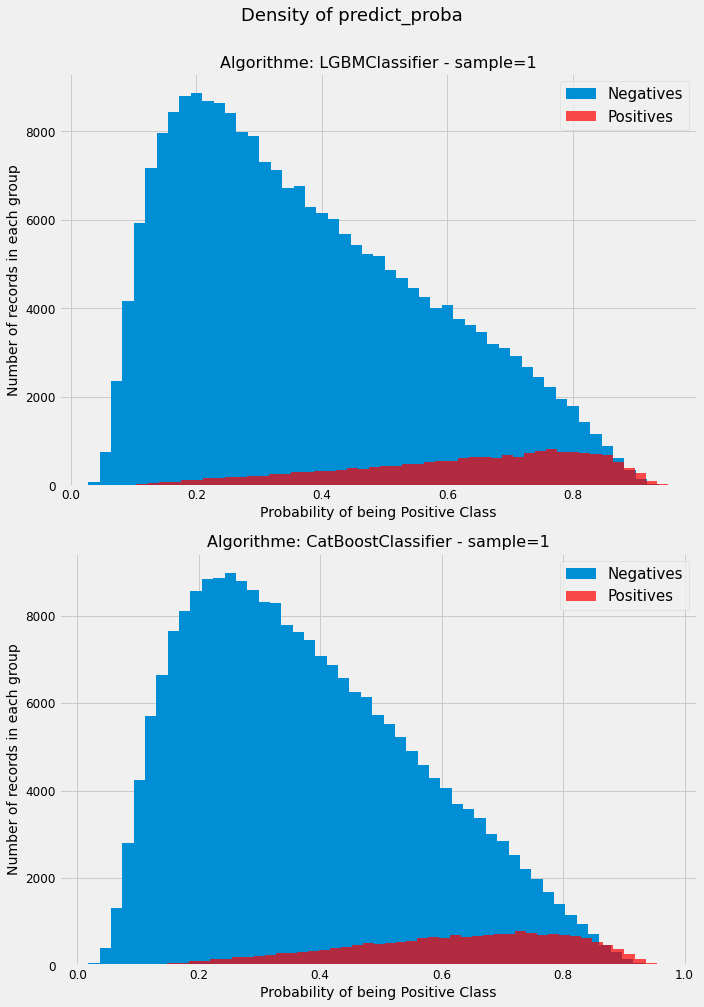 Density of predict_proba
Algorithme: LGBMClassifier - sample=1
Negatives
Positives
Number of records in each group
8000
6000
4000
2000
0
0.0 0.2 0.4 0.6 0.8
Probability of being Positive Class
Algorithme: CatBoostClassifier - sample=1
Negatives
Positives
Number of records in each group
8000
6000
4000
2000
0
0.0 0.2 0.4 0.6 0.8 1.0
Probability of being Positive Class